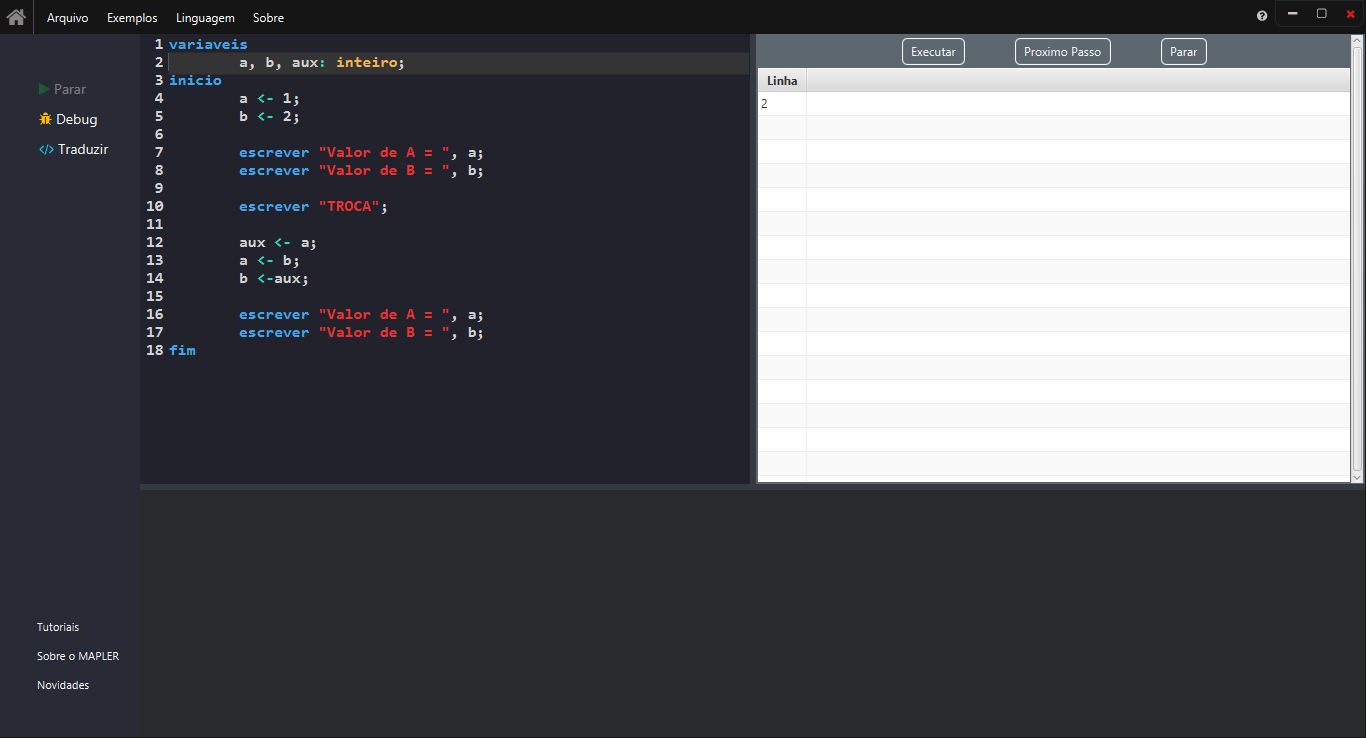 Arquivo Exemplos Linguagem Sobre
Parar
Debug
Traduzir
Tutoriais
Sobre o MAPLER
Novidades
1 variaveis
2 a, b, aux: inteiro;
3 inicio
4 a <- 1;
5 b <- 2;
6
7 escrever "Valor de A = ", a;
8 escrever "Valor de B = ", b;
9
10 escrever "TROCA";
11
12 aux <- a;
13 a <- b;
14 b <-aux;
15
16 escrever "Valor de A = ", a;
17 escrever "Valor de B = ", b;
18 fim
Executar Proximo Passo Parar
Linha
2